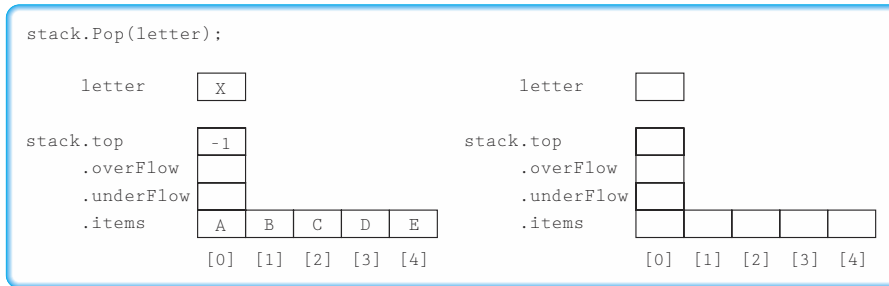 stack.Pop(letter);
letter X letter
stack.top -1 stack.top
.overFlow .overFlow
.underFlow .underFlow
.items A B C D E .items
[0] [1] [2] [3] [4] [0] [1] [2] [3] [4]